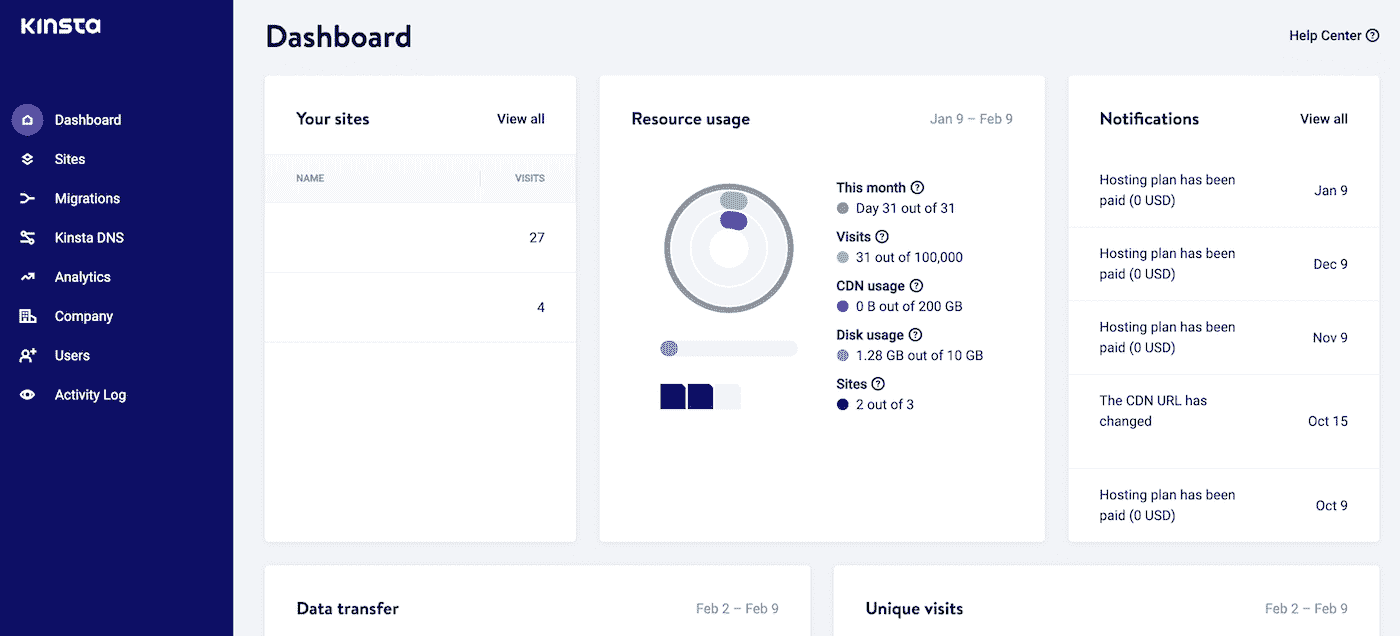 Kinsta
Dashboard
Sites
Migrations
Kinsta DNS
Analytics
Company
Users
Activity Log
Dashboard
Help Center
Your sites View all
NAME VISITS
27
4
Resource usage Jan 9 – Feb 9
This month
Day 31 out of 31
Visits
31 out of 100,000
CDN usage
0 B out of 200 GB
Disk usage
1.28 GB out of 10 GB
Sites
2 out of 3
Notifications View all
Hosting plan has been
paid (0 USD)
Jan 9
Hosting plan has been
paid (0 USD)
Dec 9
Hosting plan has been
paid (0 USD)
Nov 9
The CDN URL has
changed
Oct 15
Hosting plan has been
paid (0 USD)
Oct 9
Data transfer Feb 2 – Feb 9
Unique visits Feb 2 – Feb 9